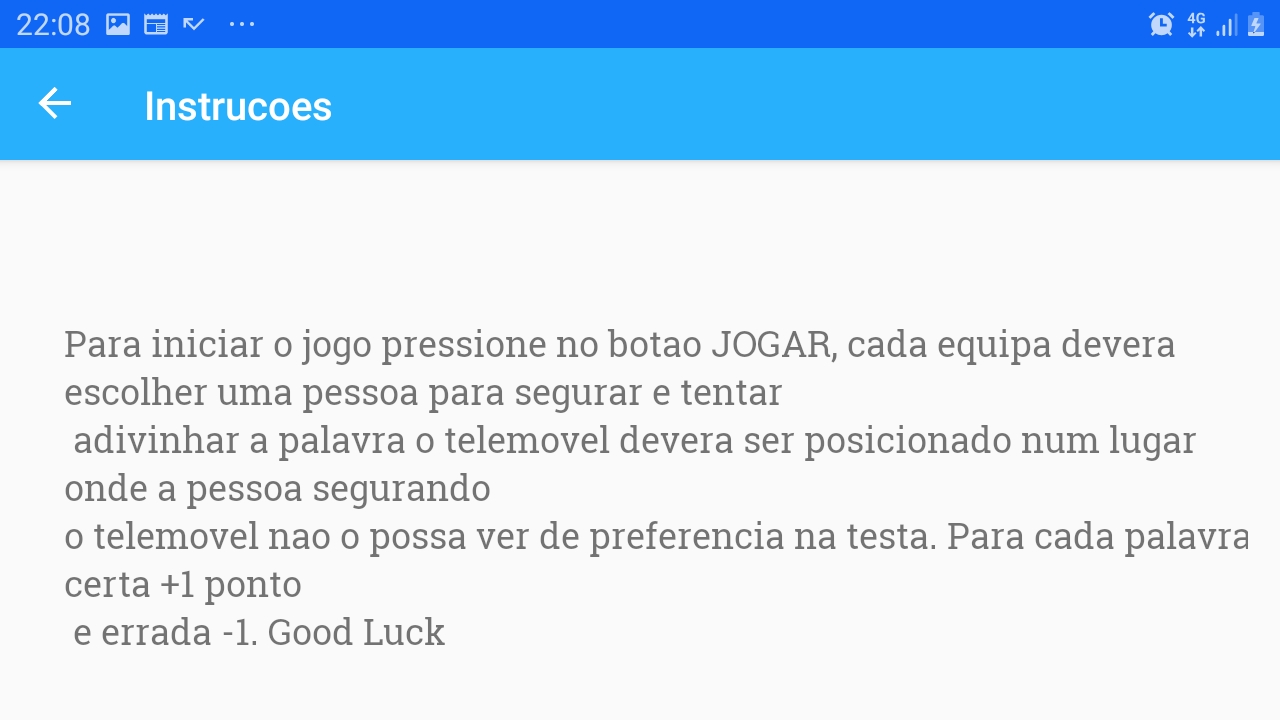 22:08
4G
Instrucoes
Para iniciar o jogo pressione no botao JOGAR, cada equipa devera
escolher uma pessoa para segurar e tentar
adivinhar a palavra o telemovel devera ser posicionado num lugar
onde a pessoa segurando
o telemovel nao o possa ver de preferencia na testa. Para cada palavra
certa +1 ponto
e errada -1. Good Luck